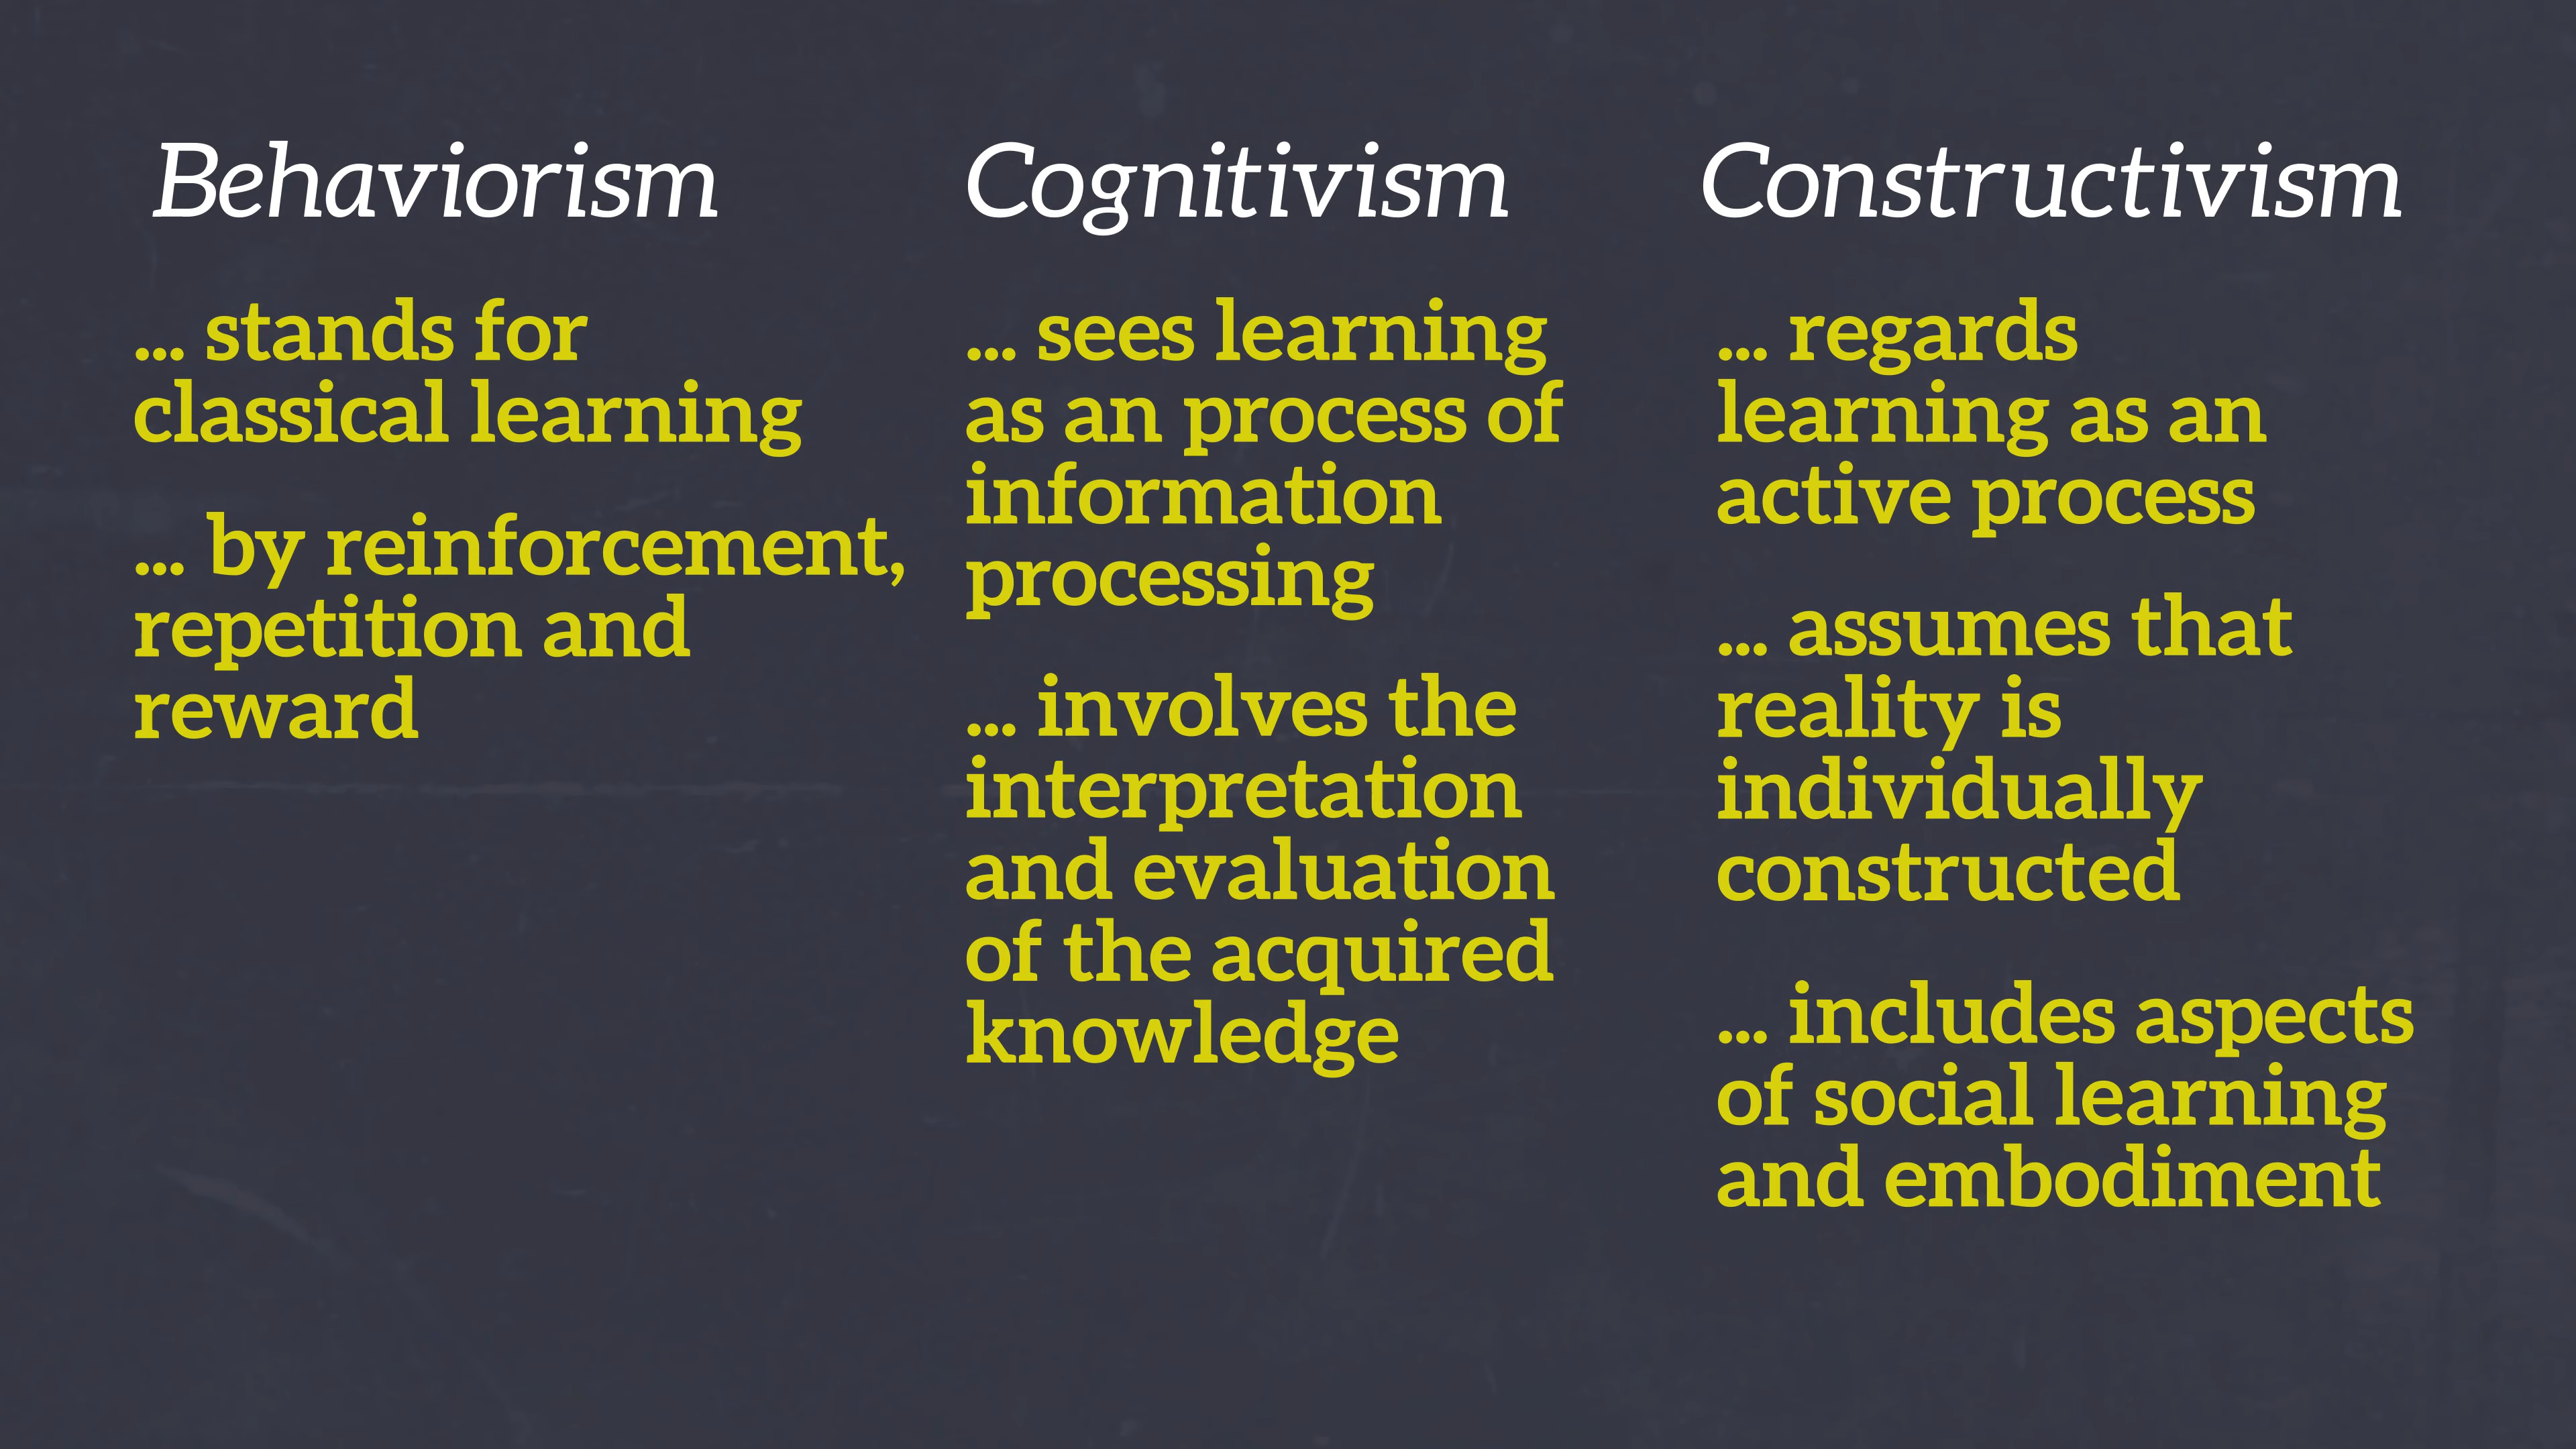 Behaviorism
... stands for
classical learning
... by reinforcement,
repetition and
reward
Cognitivism
... sees learning
as an process of
information
processing
... involves the
interpretation
and evaluation
of the acquired
knowledge
Constructivism
... regards
learning as an
active process
... assumes that
reality is
individually
constructed
... includes aspects
of social learning
and embodiment